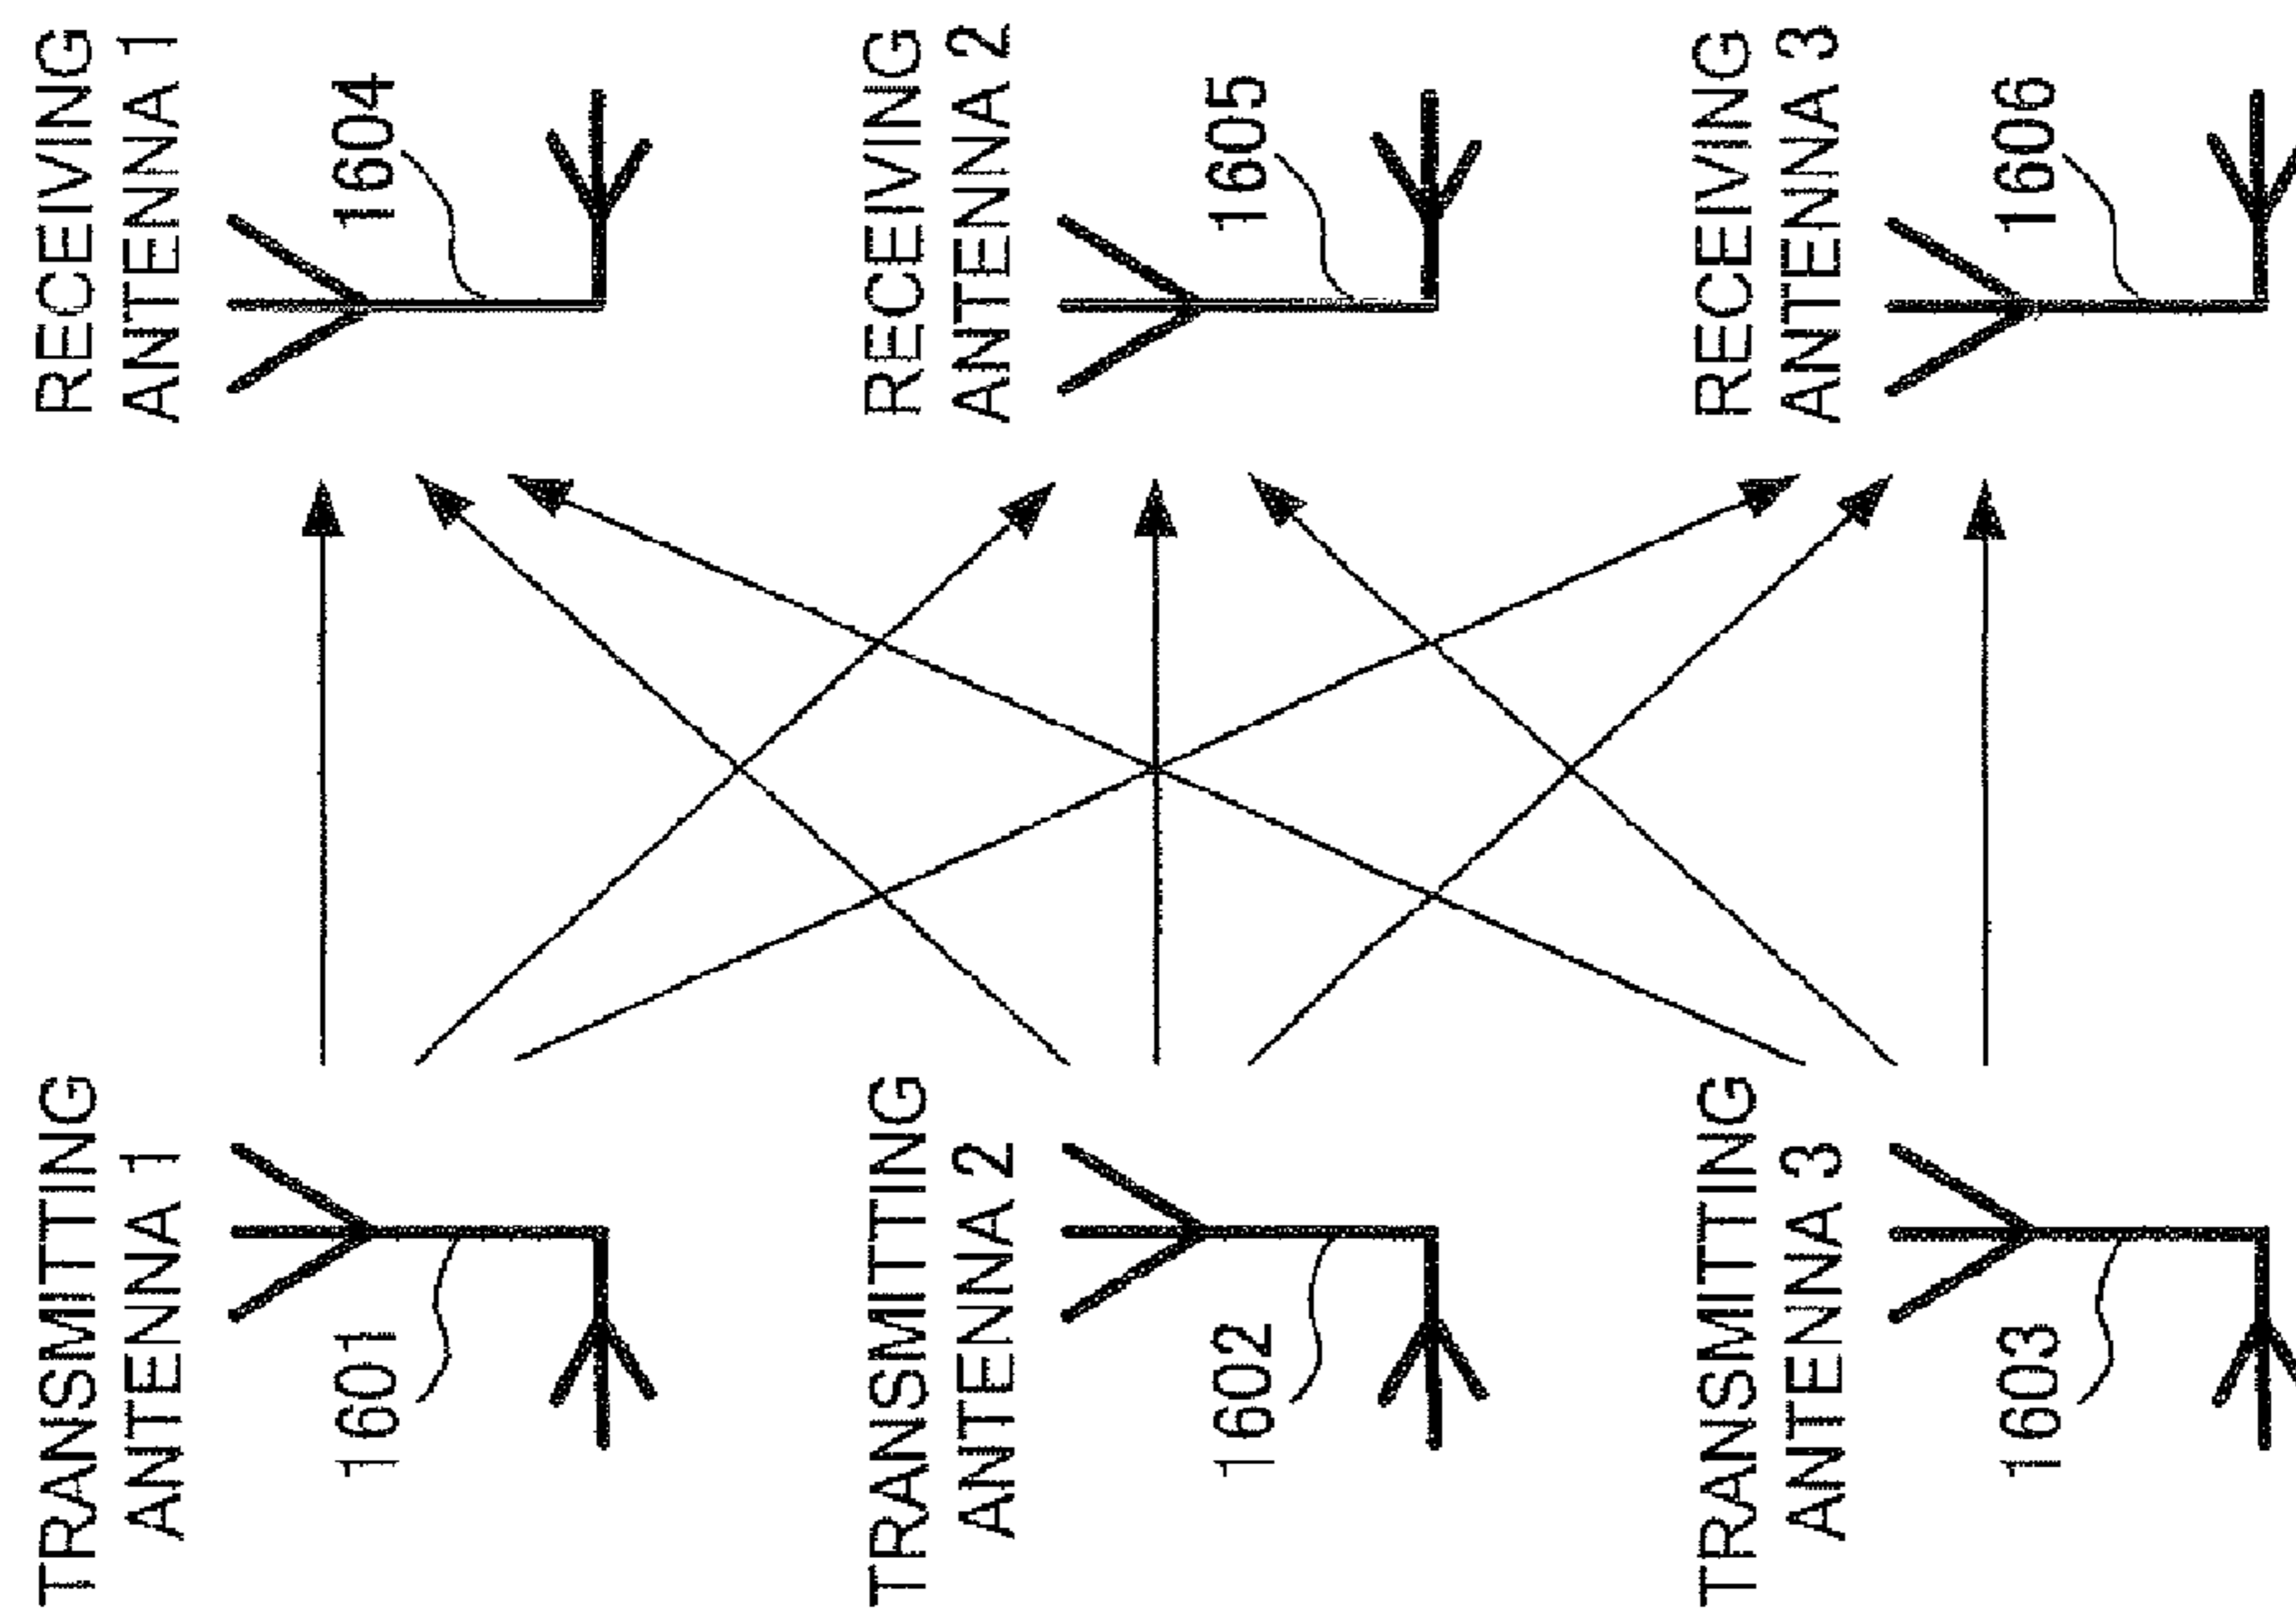 TRANSMITTING
ANTENNA 1
1601
RECEIVING
ANTENNA 1
1604
TRANSMITTING
ANTENNA 2
1602
RECEIVING
ANTENNA 2
1605
TRANSMITTING
ANTENNA 3
1603
RECEIVING
ANTENNA 3
1606